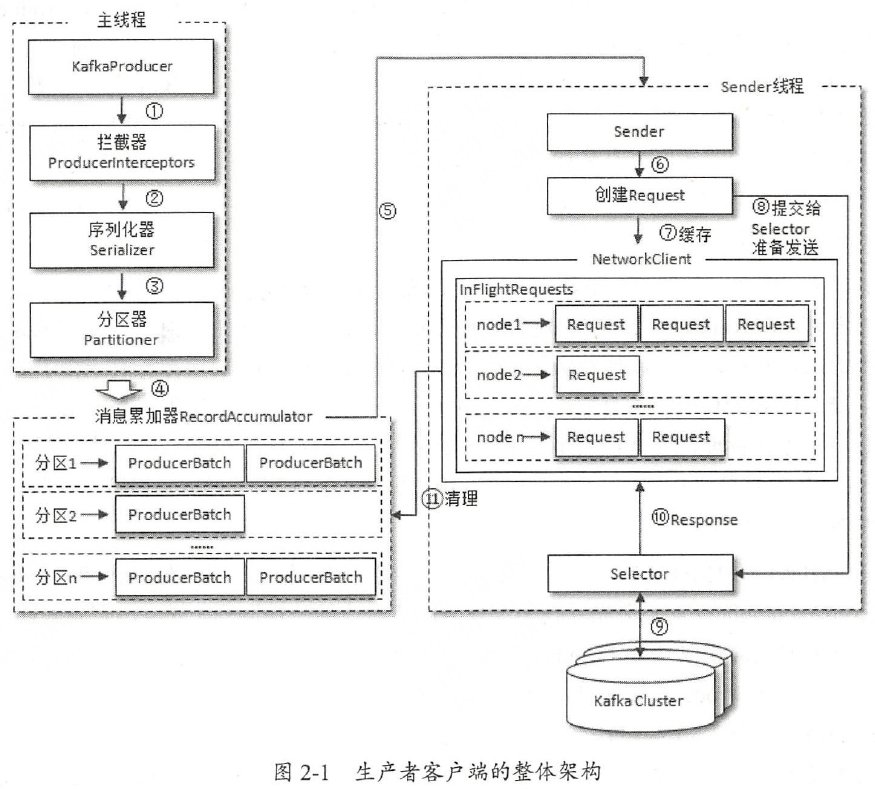 主线程
KafkaProducer
①
拦截器
ProducerInterceptors
②
序列化器
Serializer
③
分区器
Partitioner
④
消息累加器RecordAccumulator
分区1
ProducerBatch ProducerBatch
分区2
ProducerBatch
......
分区n
ProducerBatch ProducerBatch
⑤
Sender线程
Sender
⑥
创建Request
⑦缓存
⑧提交给
Selector
准备发送
NetworkClient
InFlightRequests
node1
Request Request Request
node2
Request
......
node n
Request Request
⑪清理
⑩Response
Selector
⑨
Kafka Cluster
图 2-1 生产者客户端的整体架构